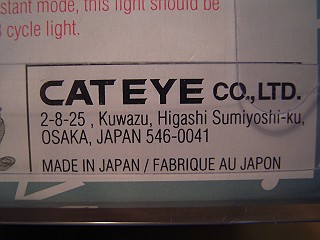 stant mode, this light should be
cycle light.
CATEYE CO.,LTD.
2-8-25 , Kuwazu, Higashi Sumiyoshi-ku,
OSAKA, JAPAN 546-0041
MADE IN JAPAN / FABRIQUE AU JAPON